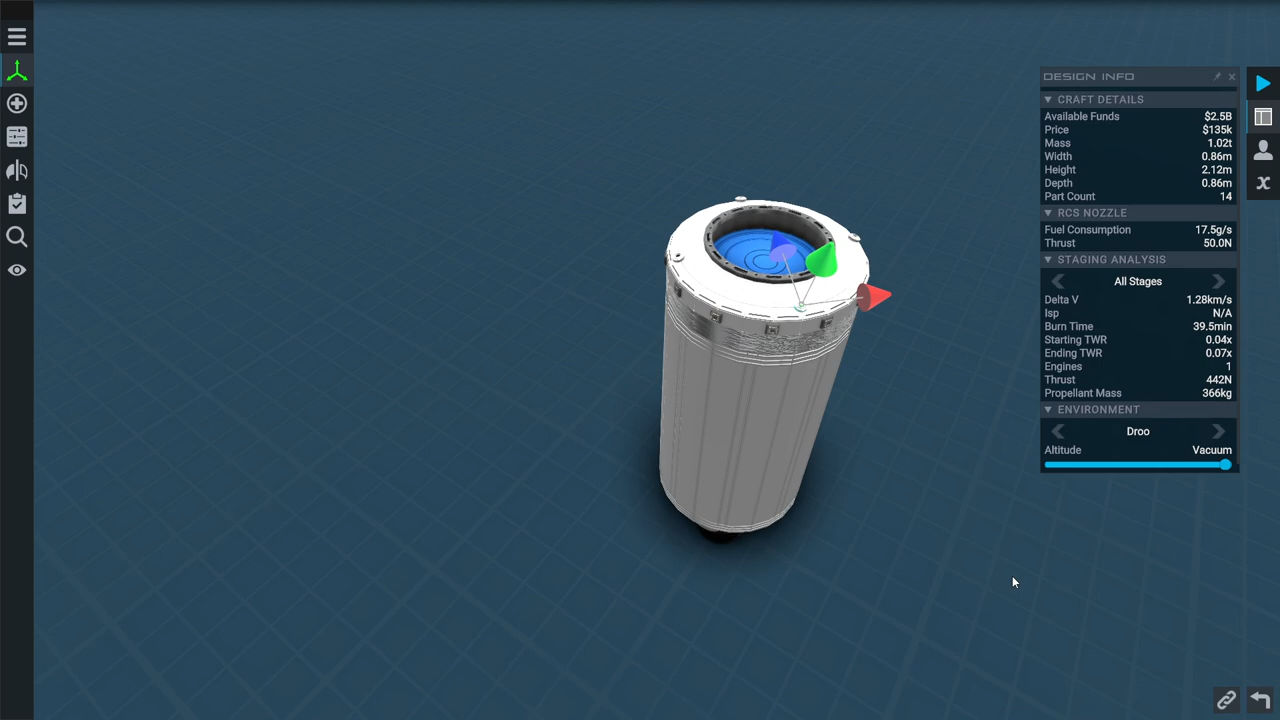 DESIGN INFO
CRAFT DETAILS
Available Funds $2.5B
Price $135k
Mass 1.02t
Width 0.86m
Height 2.12m
Depth 0.86m
Part Count 14
RCS NOZZLE
Fuel Consumption 17.5g/s
Thrust 50.0N
STAGING ANALYSIS
All Stages
Delta V 1.28km/s
Isp N/A
Burn Time 39.5min
Starting TWR 0.04x
Ending TWR 0.07x
Engines 1
Thrust 442N
Propellant Mass 366kg
ENVIRONMENT
Droo
Altitude Vacuum